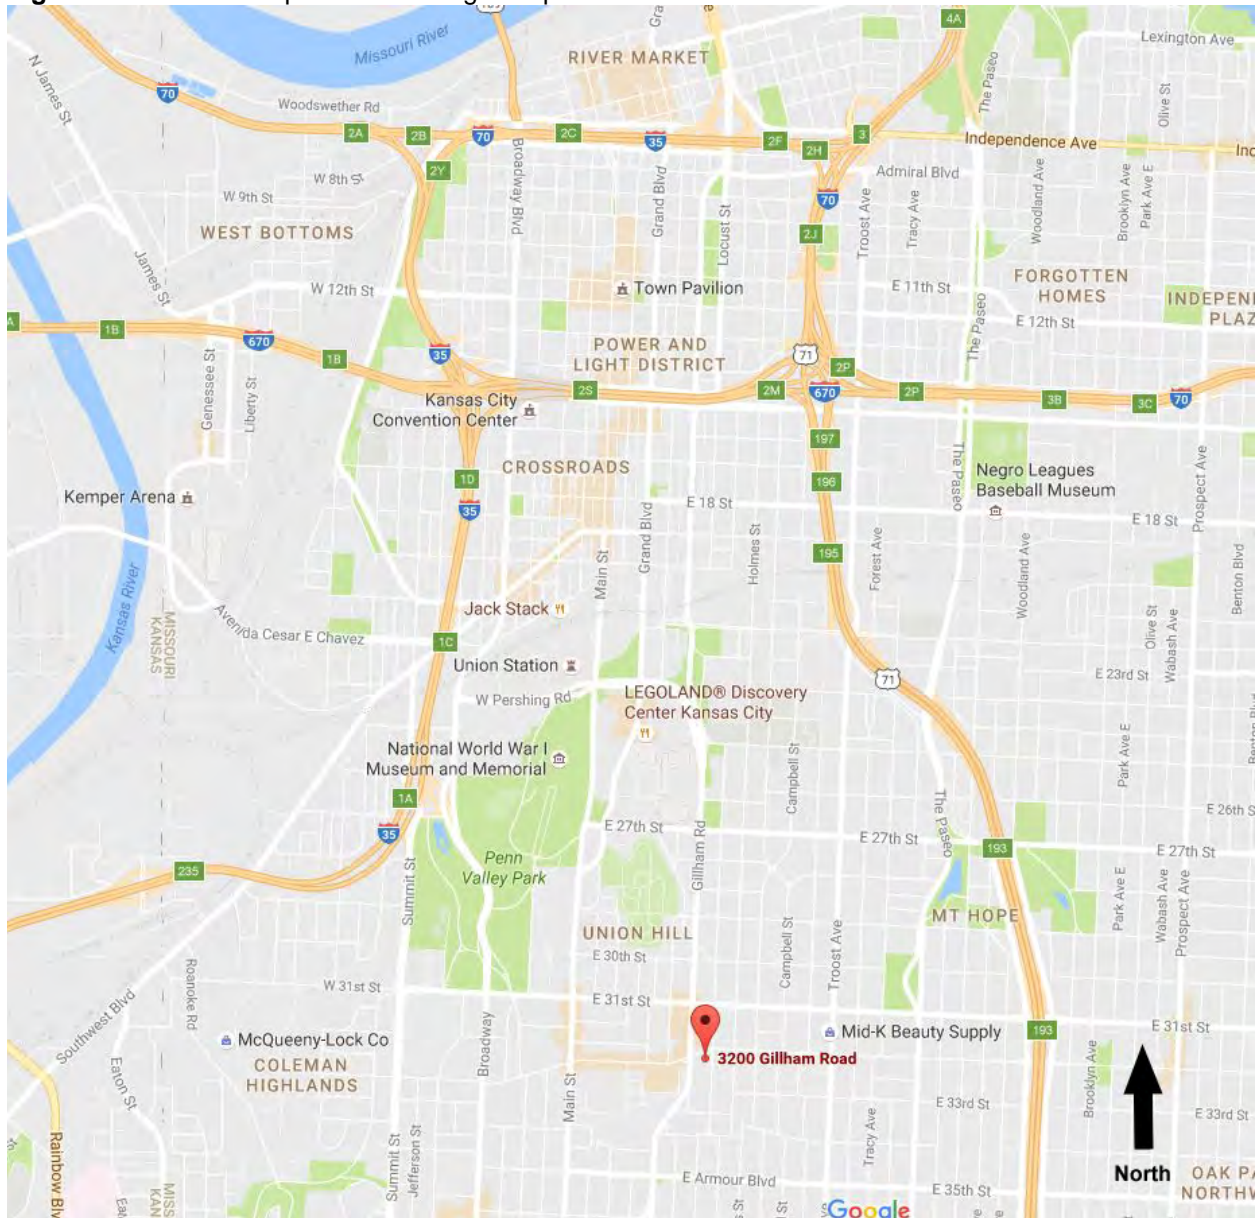 Missouri River
RIVER MARKET
4A
Lexington Ave
N James St
The Paseo
Olive St
70
Woodswether Rd
2A
2B
70
2C
35
2F
2H
3
Independence Ave
2Y
Broadway Blvd
W 8th St
Admiral Blvd
W 9th St
Grand Blvd
70
Locust St
Troost Ave
Tracy Ave
Woodland Ave
Brooklyn Ave
Park Ave E
WEST BOTTOMS
2J
James St
W 12th St
Town Pavilion
E 11th St
FORGOTTEN
HOMES
E 12th St
The Paseo
1B
670
1B
35
POWER AND
LIGHT DISTRICT
71
2P
Genessee St
Liberty St
2S
2M
670
2P
3B
3C
70
Kansas City
Convention Center
197
CROSSROADS
1D
196
The Paseo
Negro Leagues
Baseball Museum
Prospect Ave
Kemper Arena
35
E 18 St
E 18 St
Grand Blvd
Main St
Holmes St
195
Forest Ave
Woodland Ave
Benton Blvd
Kansas River
MISSOURI
KANSAS
Avenida Cesar E Chavez
Jack Stack
1C
Olive St
Wabash Ave
Union Station
W Pershing Rd
71
E 23rd St
LEGOLAND® Discovery
Center Kansas City
National World War I
Museum and Memorial
Campbell St
Park Ave E
1A
The Paseo
E 26th S
35
E 27th St
Gillham Rd
E 27th St
193
E 27th St
235
Penn
Valley Park
Summit St
Park Ave E
Wabash Ave
Prospect Ave
MT HOPE
UNION HILL
Campbell St
Troost Ave
E 30th St
Roanoke Rd
W 31st St
E 31st St
Southwest Blvd
McQueeny-Lock Co
Mid-K Beauty Supply
193
E 31st St
COLEMAN
HIGHLANDS
Broadway
3200 Gillham Road
Eaton St
Main St
E 33rd St
Brooklyn Ave
E 33rd St
Rainbow Blv
Summit St
Jefferson St
Tracy Ave
North
E Armour Blvd
E 35th St
Google